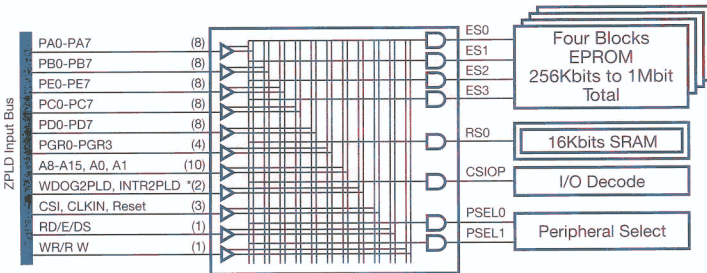 ZPLD Input Bus
PA0-PA7 (8)
PB0-PB7 (8)
PE0-PE7 (8)
PC0-PC7 (8)
PD0-PD7 (8)
PGR0-PGR3 (4)
A8-A15, A0, A1 (10)
WDOG2PLD, INTR2PLD *(2)
CSI, CLKIN, Reset (3)
RD/E/DS (1)
WR/R W (1)
ES0
ES1
ES2
ES3
RS0
CSIOP
PSEL0
PSEL1
Four Blocks
EPROM
256Kbits to 1Mbit
Total
16Kbits SRAM
I/O Decode
Peripheral Select